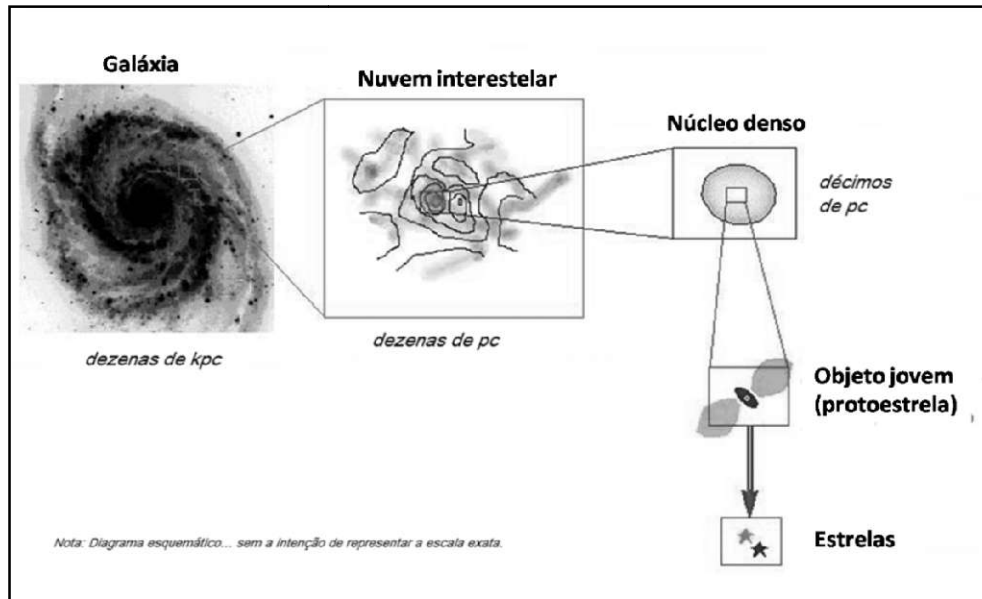 Galáxia
Nuvem interestelar
Núcleo denso
décimos
de pc
dezenas de kpc
dezenas de pc
Objeto jovem
(protoestrela)
Nota: Diagrama esquemático... sem a intenção de representar a escala exata.
Estrelas